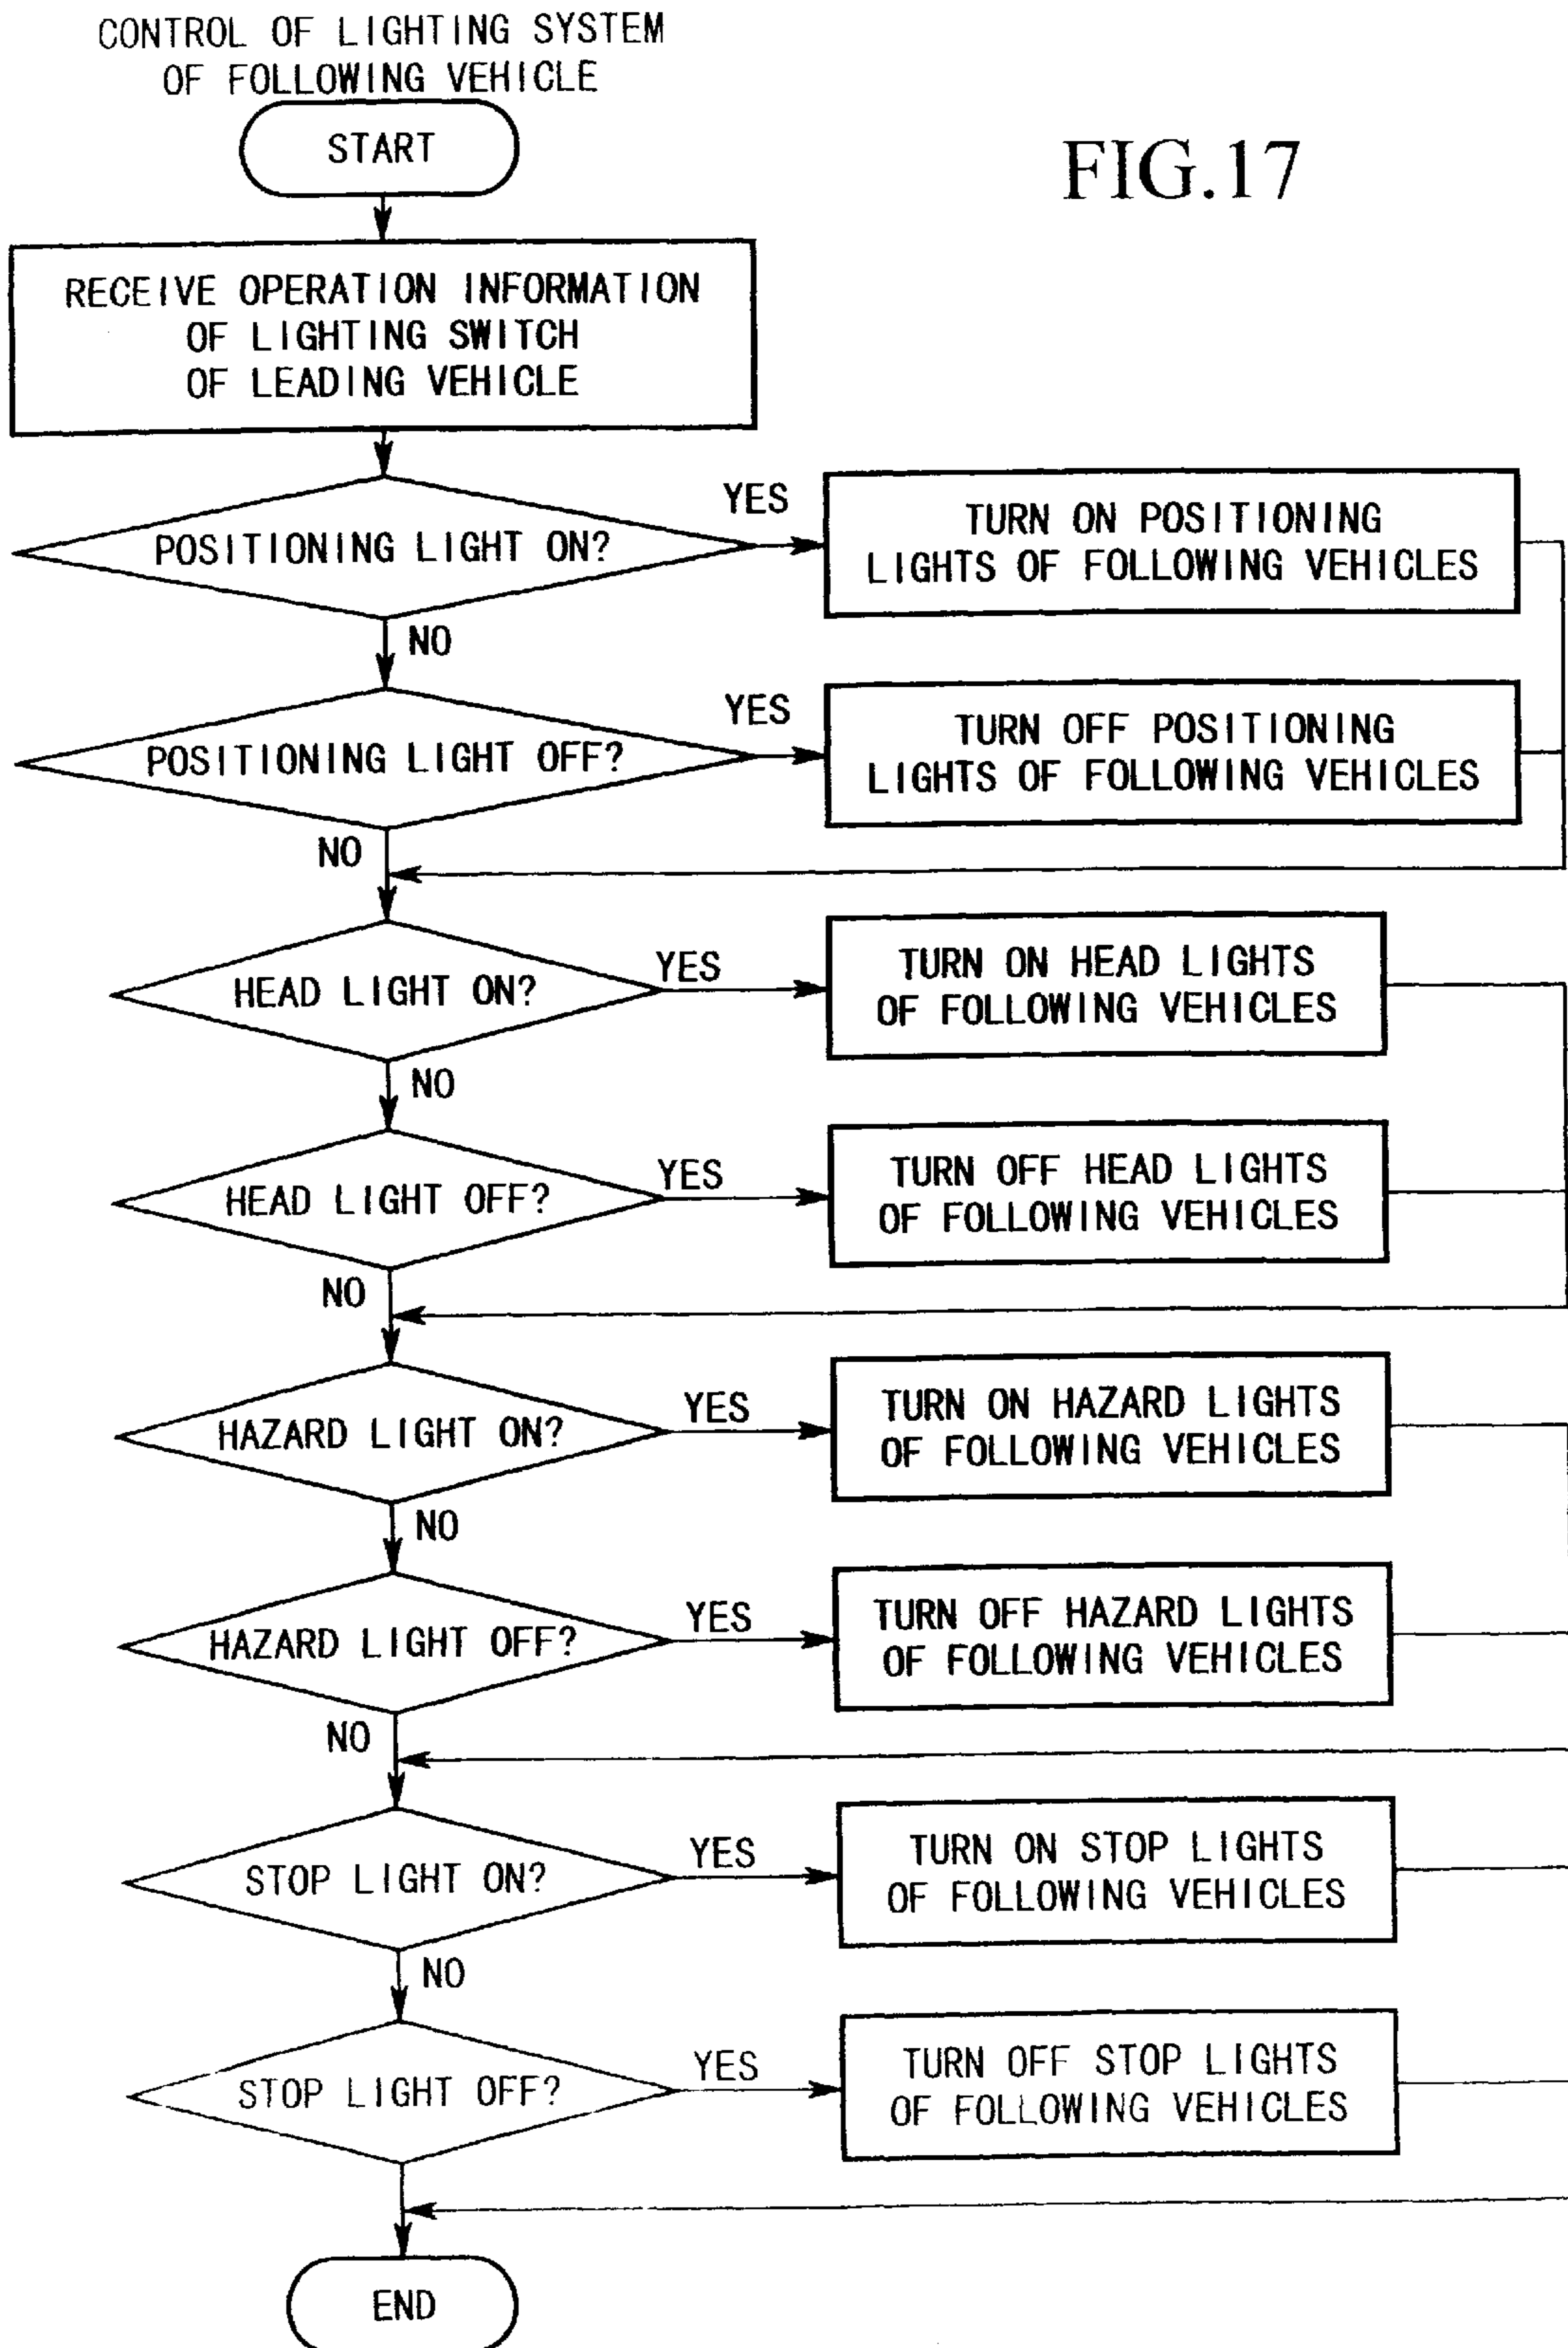 CONTROL OF LIGHTING SYSTEM
OF FOLLOWING VEHICLE
START
FIG.17
RECEIVE OPERATION INFORMATION
OF LIGHTING SWITCH
OF LEADING VEHICLE
POSITIONING LIGHT ON?
YES
TURN ON POSITIONING
LIGHTS OF FOLLOWING VEHICLES
NO
POSITIONING LIGHT OFF?
YES
TURN OFF POSITIONING
LIGHTS OF FOLLOWING VEHICLES
NO
HEAD LIGHT ON?
YES
TURN ON HEAD LIGHTS
OF FOLLOWING VEHICLES
NO
HEAD LIGHT OFF?
YES
TURN OFF HEAD LIGHTS
OF FOLLOWING VEHICLES
NO
HAZARD LIGHT ON?
YES
TURN ON HAZARD LIGHTS
OF FOLLOWING VEHICLES
NO
HAZARD LIGHT OFF?
YES
TURN OFF HAZARD LIGHTS
OF FOLLOWING VEHICLES
NO
STOP LIGHT ON?
YES
TURN ON STOP LIGHTS
OF FOLLOWING VEHICLES
NO
STOP LIGHT OFF?
YES
TURN OFF STOP LIGHTS
OF FOLLOWING VEHICLES
END